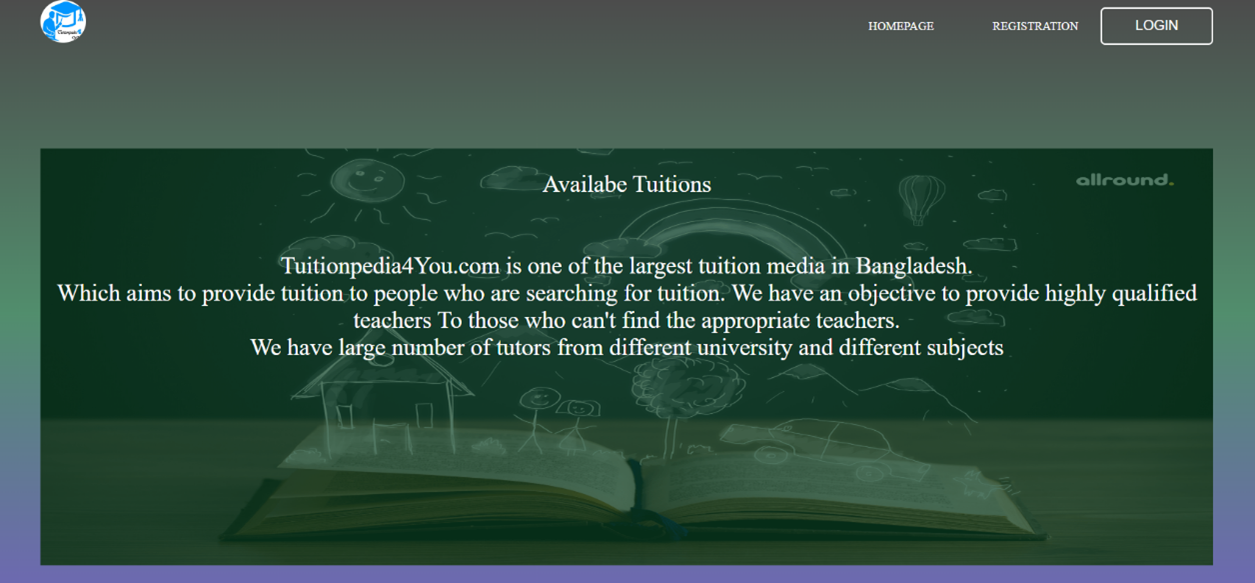 HOMEPAGE
REGISTRATION
LOGIN
Availabe Tuitions
allround.
Tuitionpedia4You.com is one of the largest tuition media in Bangladesh.
Which aims to provide tuition to people who are searching for tuition. We have an objective to provide highly qualified
teachers To those who can't find the appropriate teachers.
We have large number of tutors from different university and different subjects